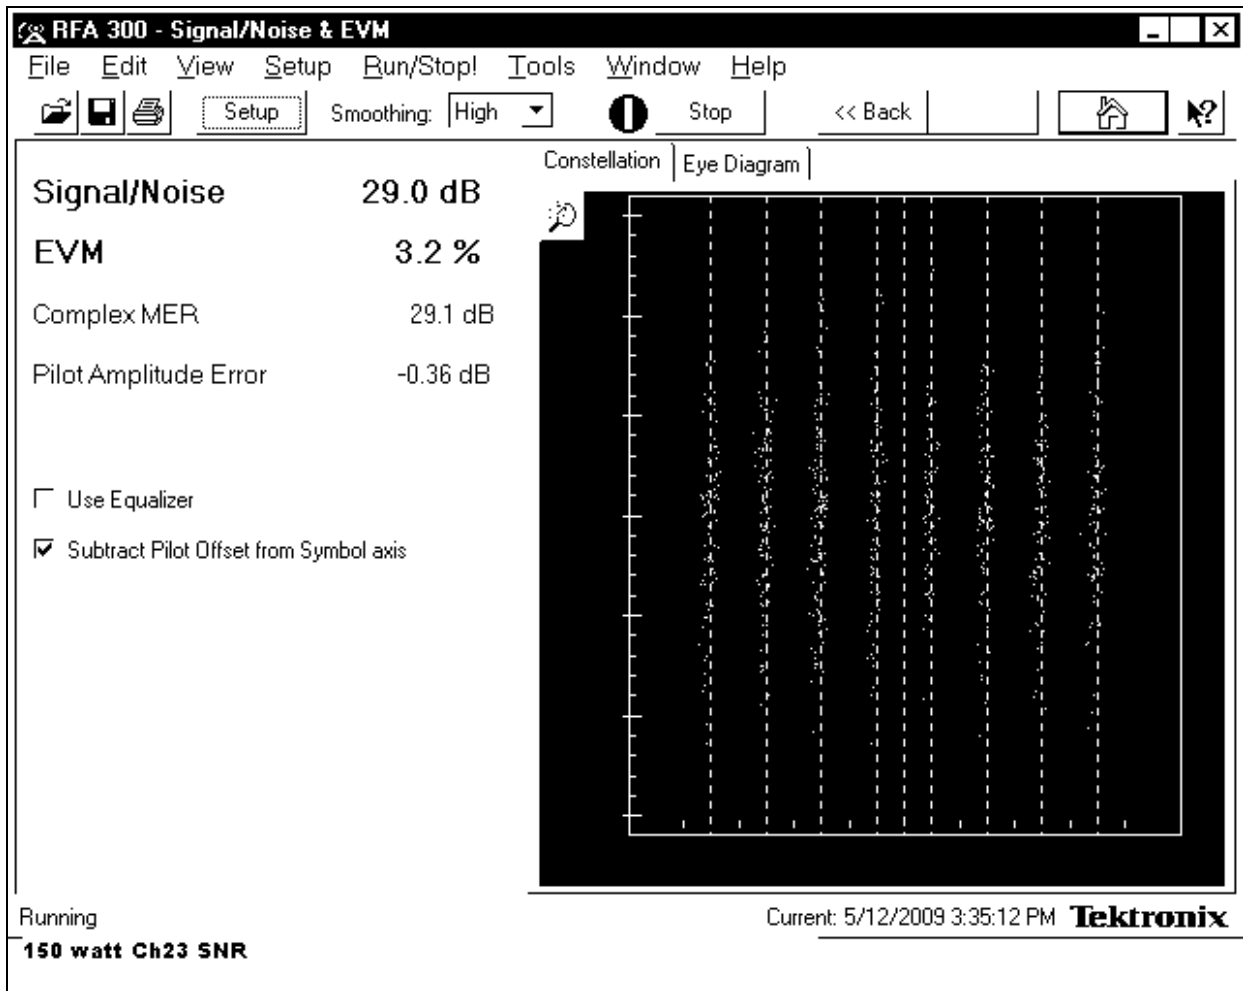 RFA 300 - Signal/Noise & EVM
File Edit View Setup Run/Stop! Tools Window Help
Setup Smoothing: High Stop << Back
Constellation Eye Diagram
Signal/Noise 29.0 dB
EVM 3.2 %
Complex MER 29.1 dB
Pilot Amplitude Error -0.36 dB
Use Equalizer
Subtract Pilot Offset from Symbol axis
Running Current: 5/12/2009 3:35:12 PM Tektronix
150 watt Ch23 SNR